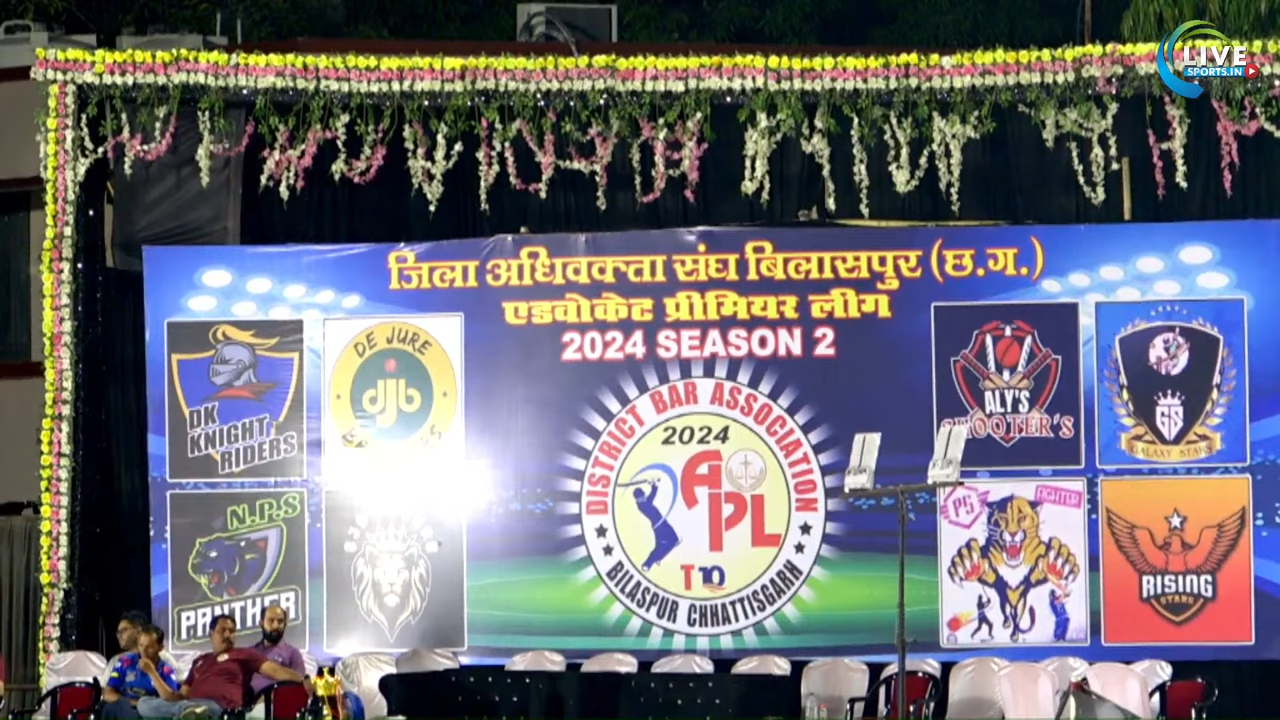 LIVE
SPORTS.IN
जिला अधिवक्ता संघ बिलासपुर (छ.ग.)
एडवोकेट प्रीमियर लीग
2024 SEASON 2
DK
KNIGHT
RIDERS
DE JURE
djb
N.P.S
PANTHER
DISTRICT BAR ASSOCIATION
2024
APL
T10
BILASPUR CHHATTISGARH
ALY'S
SHOOTER'S
GS
GALAXY STARS
PS
FIGHTER
RISING
STARS